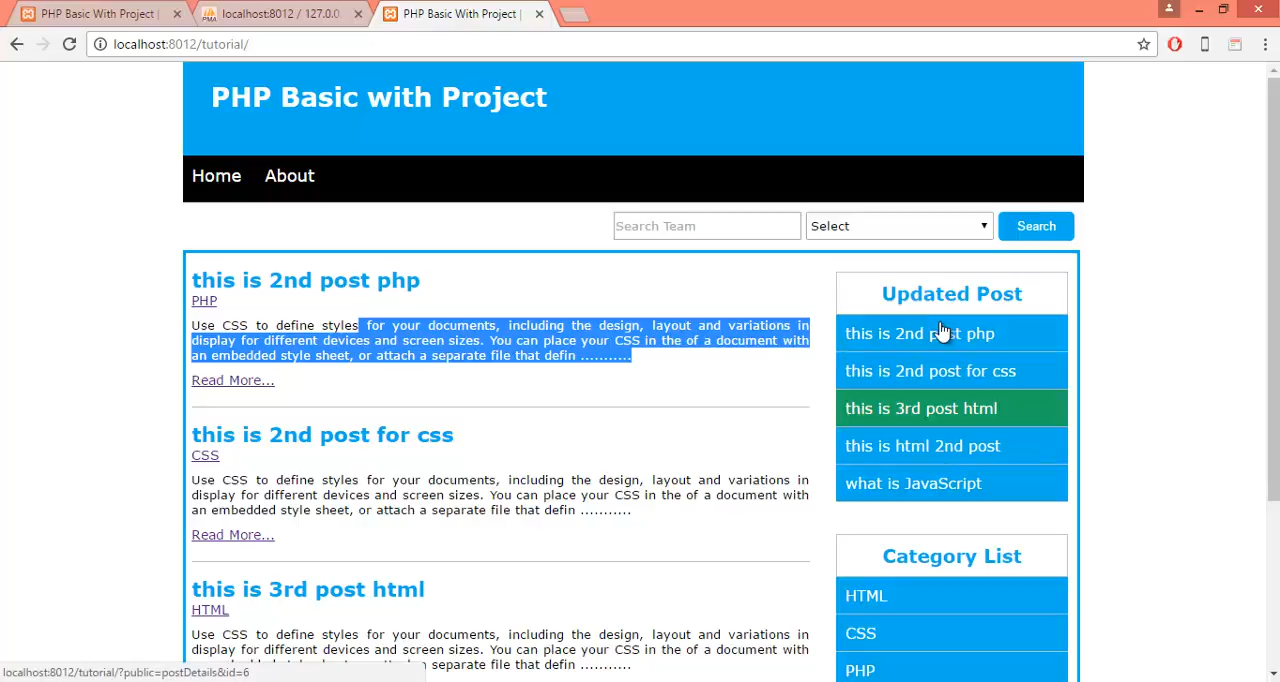 PHP Basic With Project |
localhost:8012 / 127.0.0
PHP Basic With Project |
localhost:8012/tutorial/
PHP Basic with Project
Home About
Search Team Select Search
this is 2nd post php
PHP
Use CSS to define styles for your documents, including the design, layout and variations in
display for different devices and screen sizes. You can place your CSS in the of a document with
an embedded style sheet, or attach a separate file that defin ...........
Read More...
this is 2nd post for css
CSS
Use CSS to define styles for your documents, including the design, layout and variations in
display for different devices and screen sizes. You can place your CSS in the of a document with
an embedded style sheet, or attach a separate file that defin ...........
Read More...
this is 3rd post html
HTML
Use CSS to define styles for your documents, including the design, layout and variations in
display for different devices and screen sizes. You can place your CSS in the of a document with
a separate file that defin ...........
Updated Post
this is 2nd post php
this is 2nd post for css
this is 3rd post html
this is html 2nd post
what is JavaScript
Category List
HTML
CSS
PHP
localhost:8012/tutorial/?public=postDetails&id=6